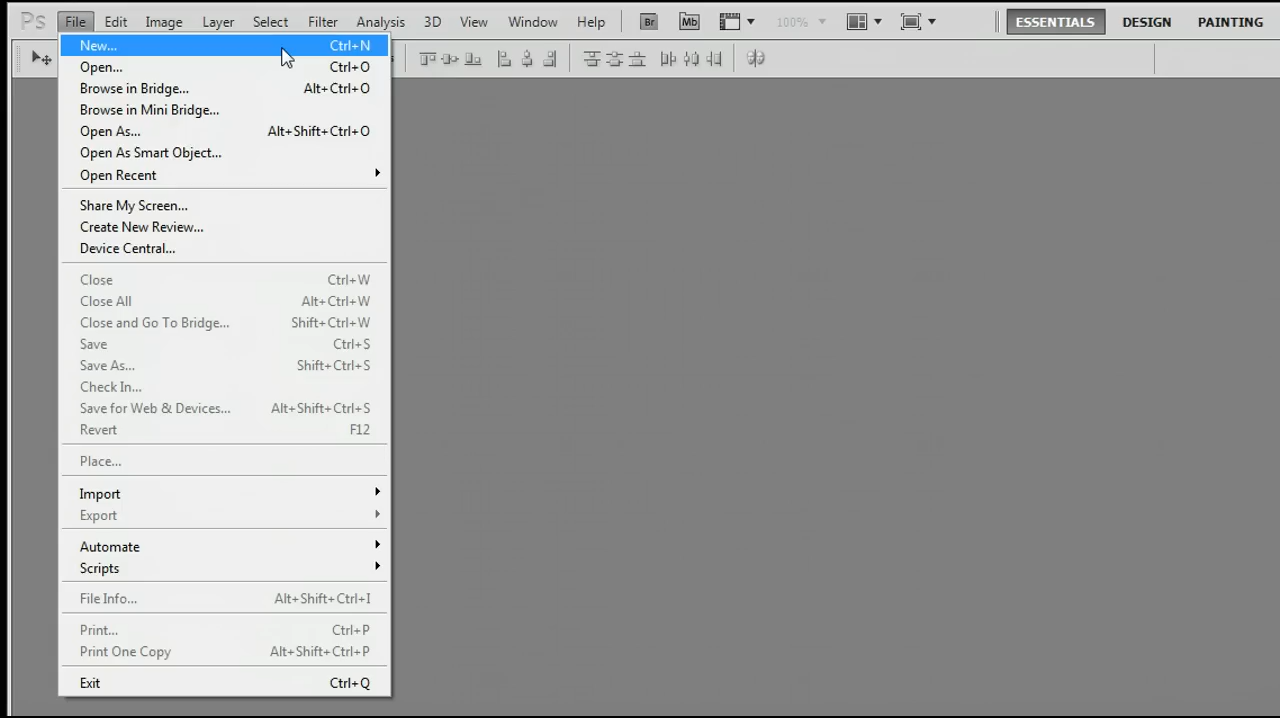 Ps File Edit Image Layer Select Filter Analysis 3D View Window Help Br Mb 100% ESSENTIALS DESIGN PAINTING
New... Ctrl+N
Open... Ctrl+O
Browse in Bridge... Alt+Ctrl+O
Browse in Mini Bridge...
Open As... Alt+Shift+Ctrl+O
Open As Smart Object...
Open Recent
Share My Screen...
Create New Review...
Device Central...
Close Ctrl+W
Close All Alt+Ctrl+W
Close and Go To Bridge... Shift+Ctrl+W
Save Ctrl+S
Save As... Shift+Ctrl+S
Check In...
Save for Web & Devices... Alt+Shift+Ctrl+S
Revert F12
Place...
Import
Export
Automate
Scripts
File Info... Alt+Shift+Ctrl+I
Print... Ctrl+P
Print One Copy Alt+Shift+Ctrl+P
Exit Ctrl+Q